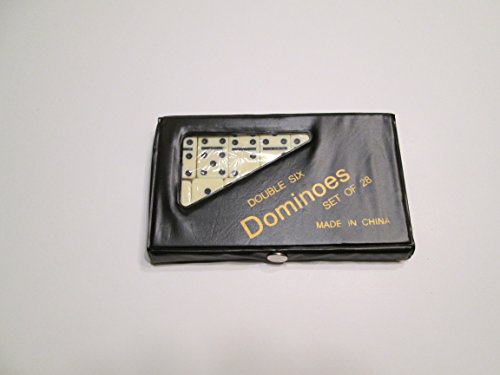 DOUBLE SIX
Dominoes
SET OF 28
MADE IN CHINA